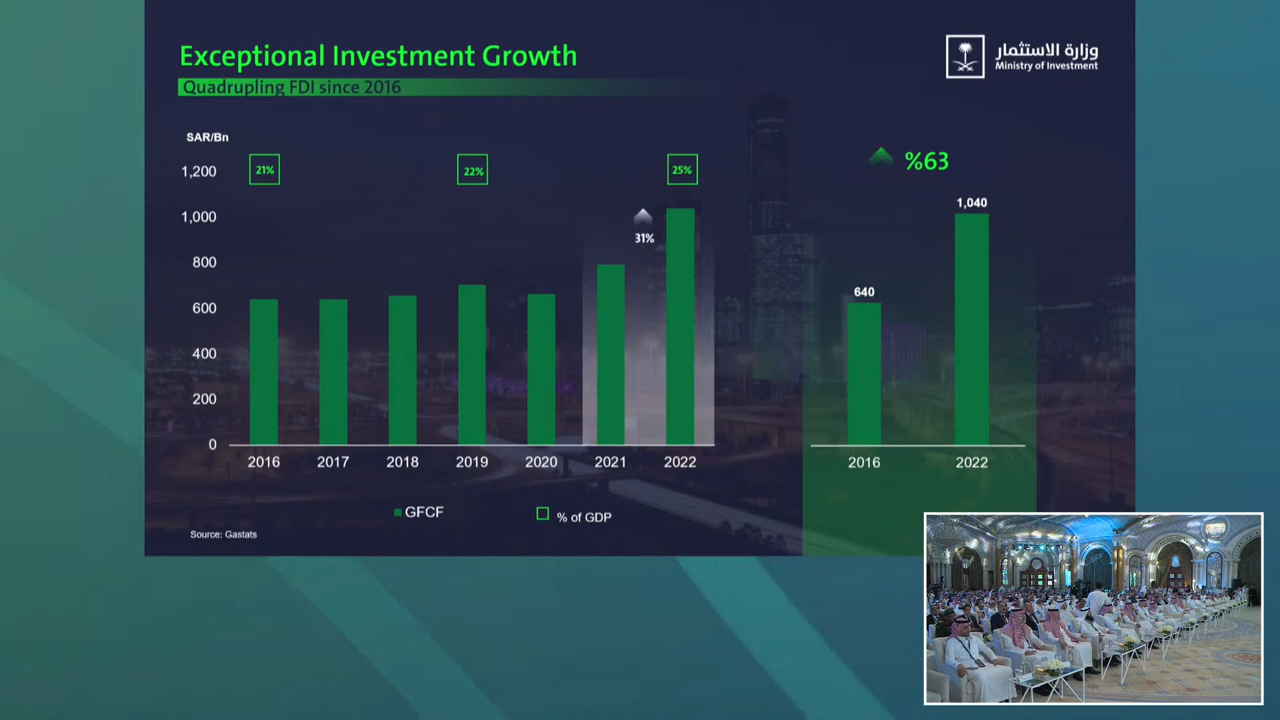 Exceptional Investment Growth
Quadrupling FDI since 2016
وزارة الاستثمار
Ministry of Investment
SAR/Bn
1,200
1,000
800
600
400
200
0
21%
22%
25%
31%
2016
2017
2018
2019
2020
2021
2022
GFCF
% of GDP
Source: Gastats
%63
640
1,040
2016
2022